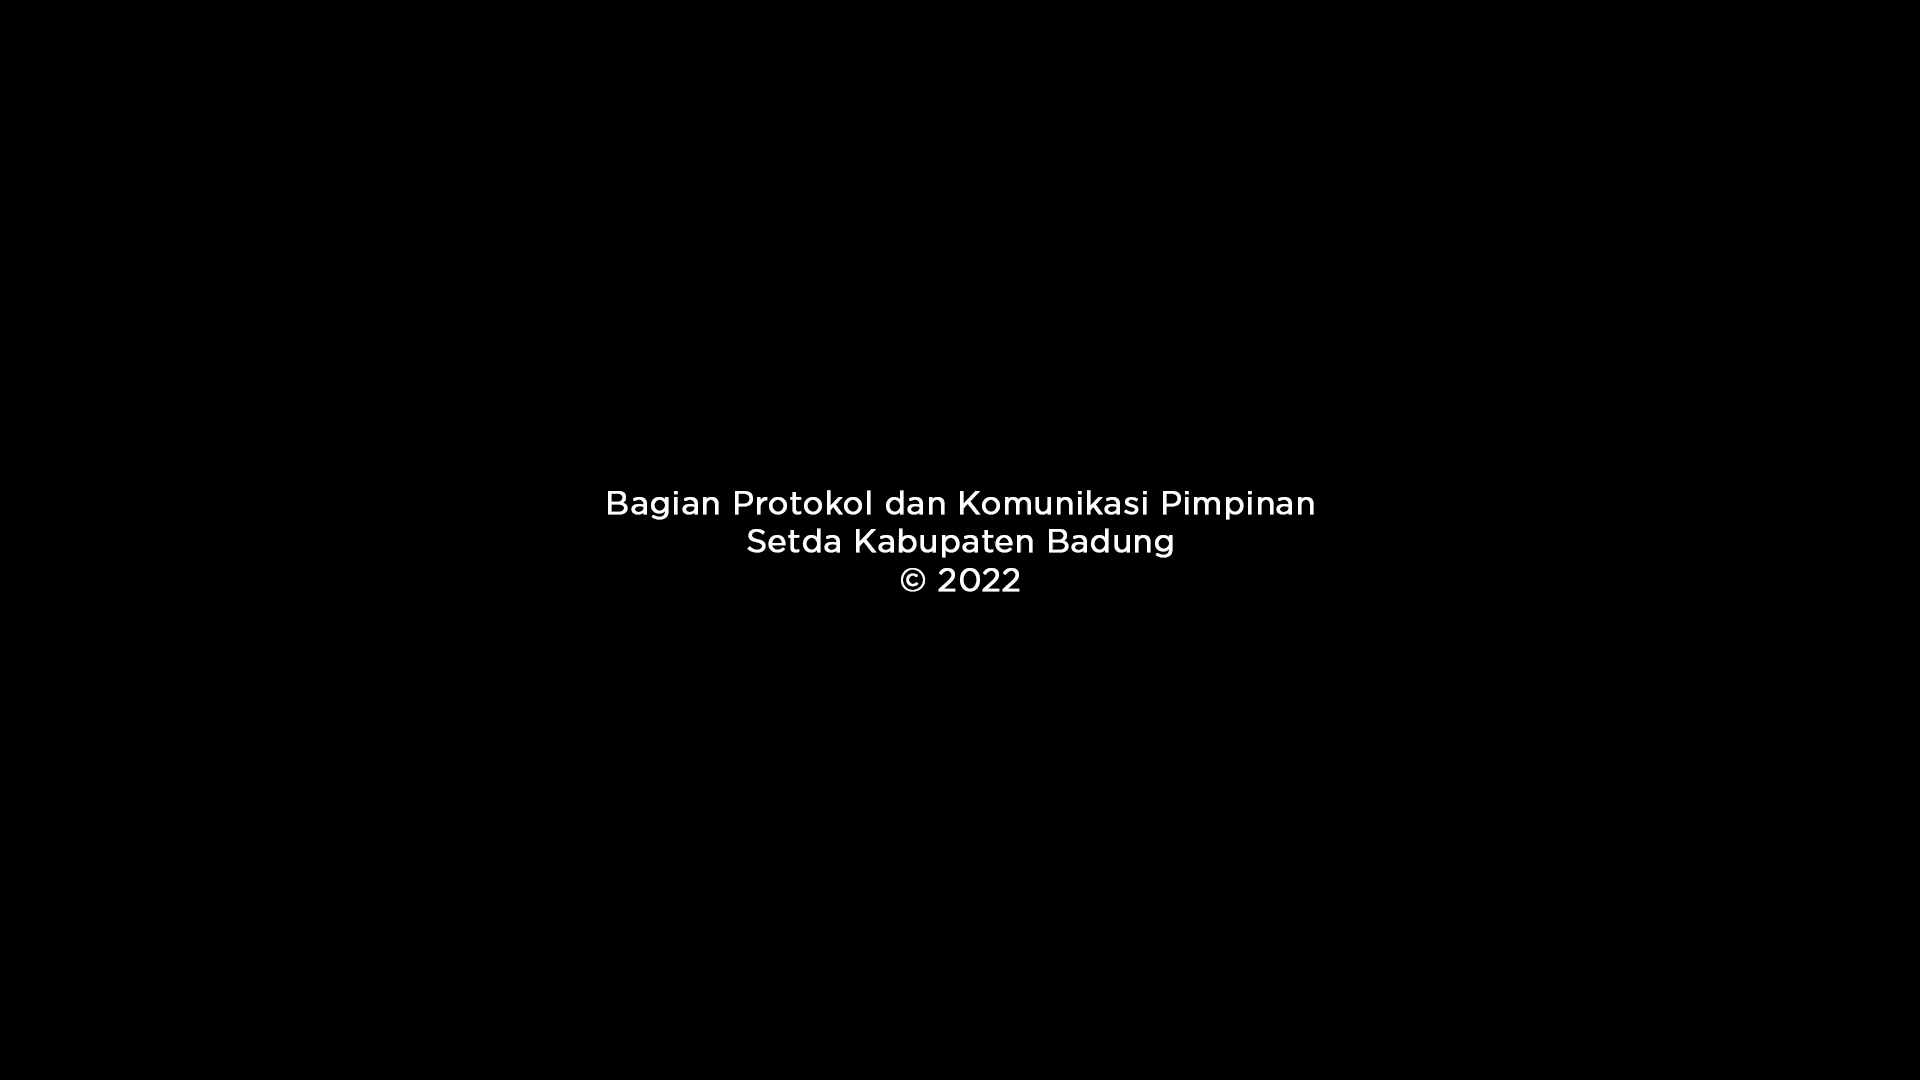 Bagian Protokol dan Komunikasi Pimpinan
Setda Kabupaten Badung
© 2022